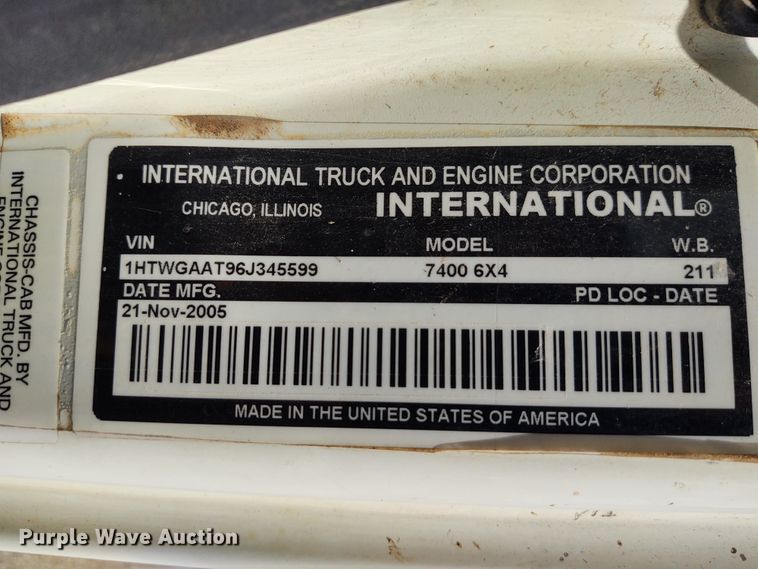 INTERNATIONAL TRUCK AND ENGINE CORPORATION
CHICAGO, ILLINOIS INTERNATIONAL®
VIN MODEL W.B.
1HTWGAAT96J345599 7400 6X4 211
DATE MFG. PD LOC - DATE
21-Nov-2005
MADE IN THE UNITED STATES OF AMERICA
CHASSIS-CAB MFD. BY
INTERNATIONAL TRUCK AND
Purple Wave Auction